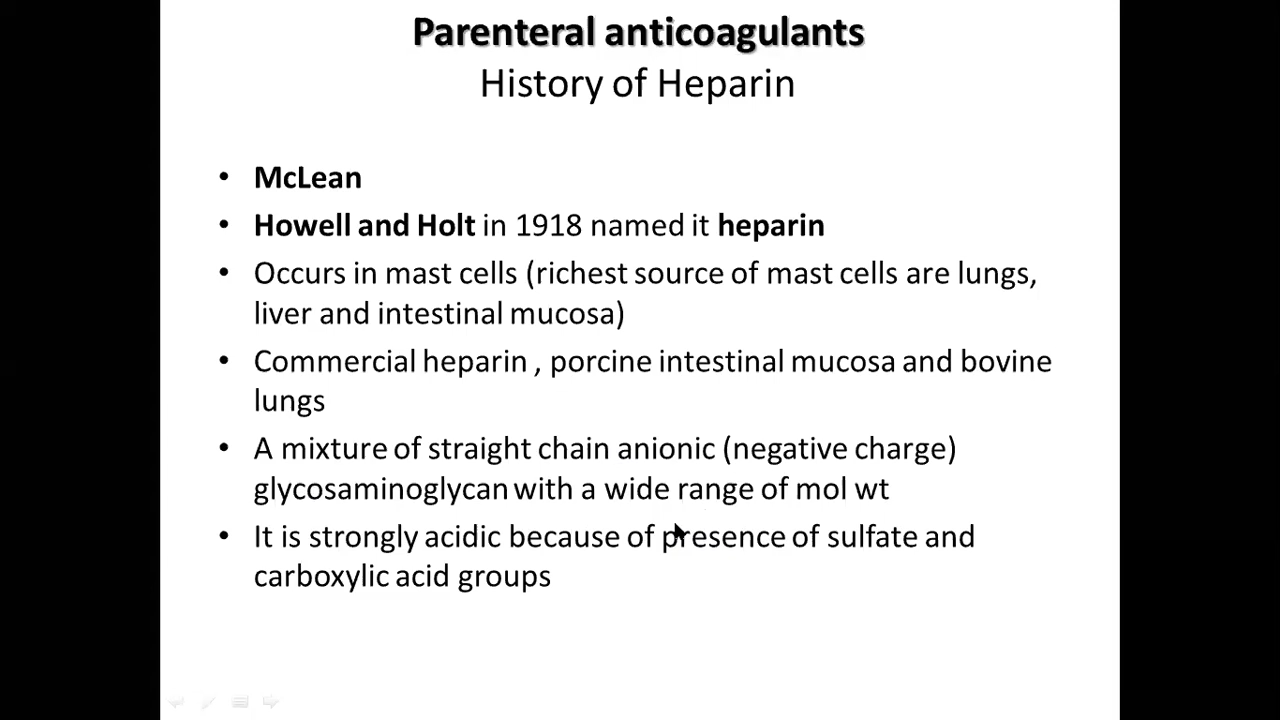 Parenteral anticoagulants
History of Heparin
• McLean
• Howell and Holt in 1918 named it heparin
• Occurs in mast cells (richest source of mast cells are lungs,
liver and intestinal mucosa)
• Commercial heparin , porcine intestinal mucosa and bovine
lungs
• A mixture of straight chain anionic (negative charge)
glycosaminoglycan with a wide range of mol wt
• It is strongly acidic because of presence of sulfate and
carboxylic acid groups